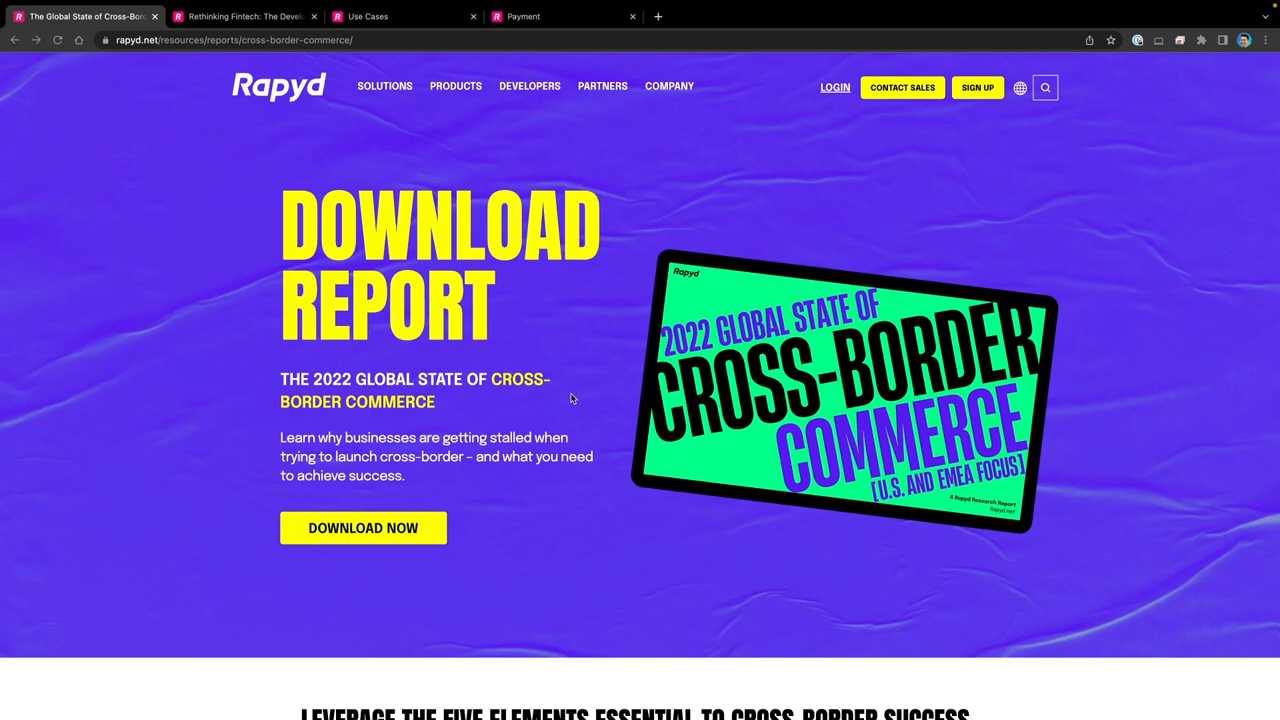 The Global State of Cross-Bord
Rethinking Fintech: The Develo
Use Cases
Payment
rapyd.net/resources/reports/cross-border-commerce/
Rapyd
SOLUTIONS
PRODUCTS
DEVELOPERS
PARTNERS
COMPANY
LOGIN
CONTACT SALES
SIGN UP
DOWNLOAD
REPORT
THE 2022 GLOBAL STATE OF CROSS-
BORDER COMMERCE
Learn why businesses are getting stalled when
trying to launch cross-border – and what you need
to achieve success.
DOWNLOAD NOW
Rapyd
2022 GLOBAL STATE OF
CROSS-BORDER
COMMERCE
[U.S. AND EMEA FOCUS]
A Rapyd Research Report
Rapyd.net
LEVERAGE THE FIVE ELEMENTS ESSENTIAL TO CROSS-BORDER SUCCESS